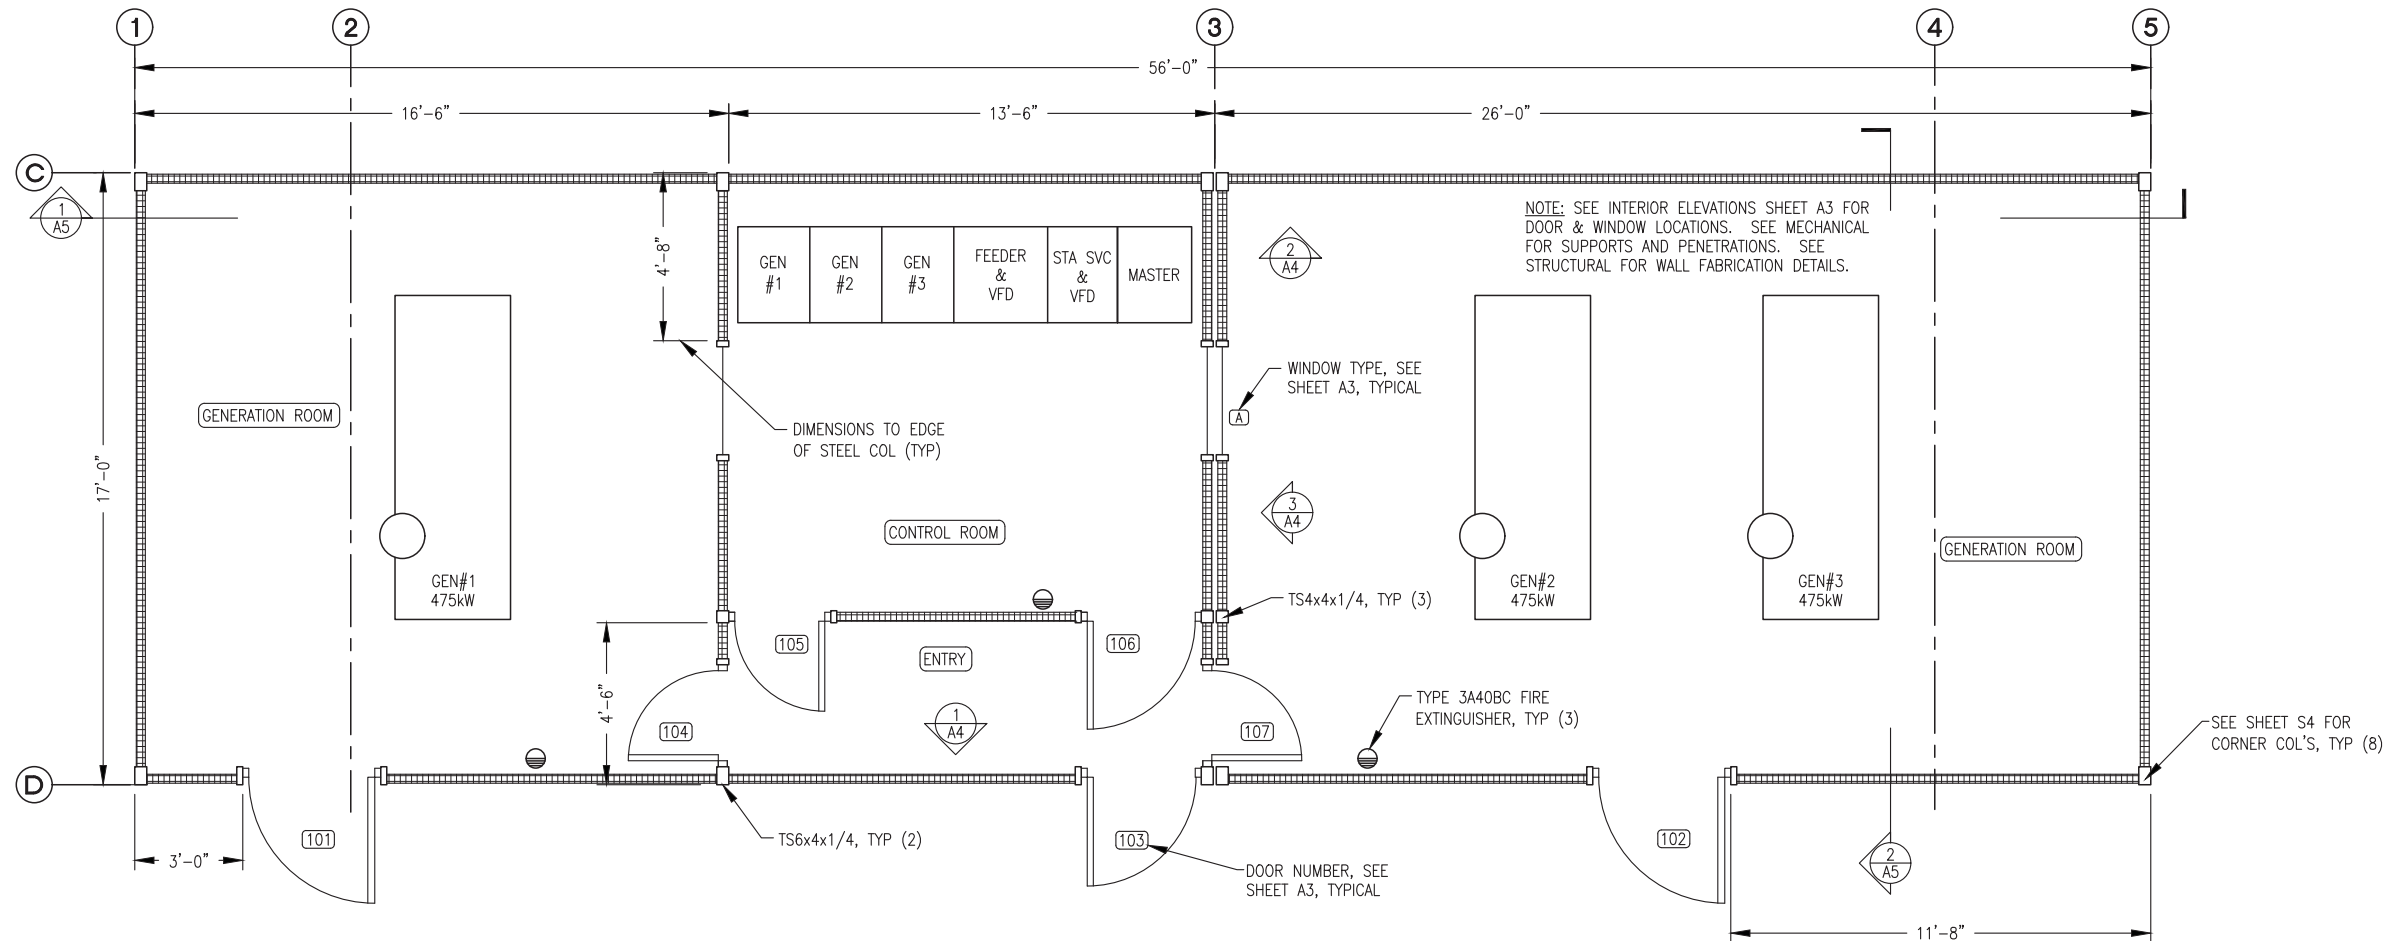 1
2
3
4
5
56'-0"
16'-6"
13'-6"
26'-0"
C
1
A5
4'-8"
17'-0"
GEN
#1
GEN
#2
GEN
#3
FEEDER
&
VFD
STA SVC
&
VFD
MASTER
2
A4
NOTE: SEE INTERIOR ELEVATIONS SHEET A3 FOR
DOOR & WINDOW LOCATIONS. SEE MECHANICAL
FOR SUPPORTS AND PENETRATIONS. SEE
STRUCTURAL FOR WALL FABRICATION DETAILS.
WINDOW TYPE, SEE
SHEET A3, TYPICAL
A
GENERATION ROOM
DIMENSIONS TO EDGE
OF STEEL COL (TYP)
3
A4
CONTROL ROOM
GENERATION ROOM
GEN#1
475kW
GEN#2
475kW
GEN#3
475kW
TS4x4x1/4, TYP (3)
105
ENTRY
106
4'-6"
104
1
A4
107
TYPE 3A40BC FIRE
EXTINGUISHER, TYP (3)
SEE SHEET S4 FOR
CORNER COL'S, TYP (8)
D
101
TS6x4x1/4, TYP (2)
103
102
3'-0"
DOOR NUMBER, SEE
SHEET A3, TYPICAL
2
A5
11'-8"